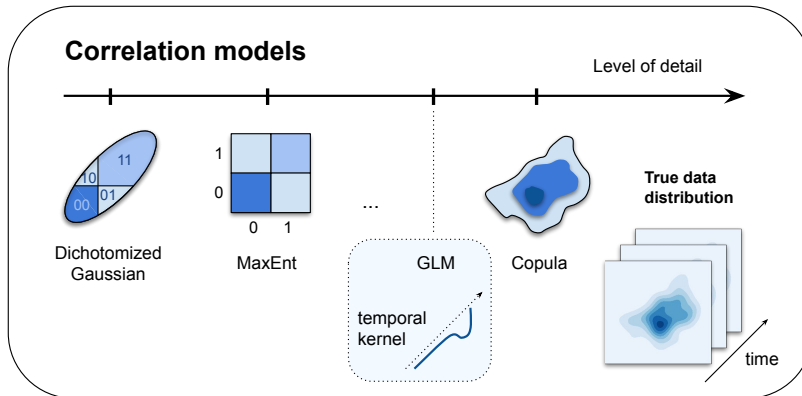 Correlation models
Level of detail
11
10
00
01
Dichotomized
Gaussian
1
0
0 1
MaxEnt
...
GLM
temporal
kernel
Copula
True data
distribution
time